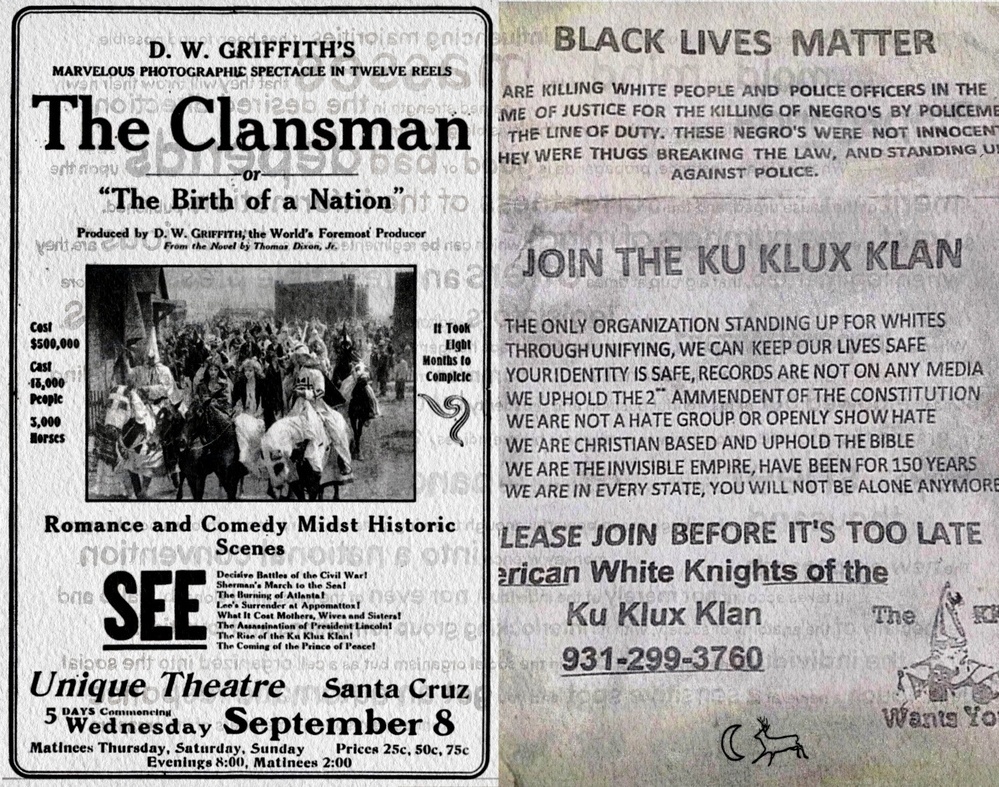 D. W. GRIFFITH'S
MARVELOUS PHOTOGRAPHIC SPECTACLE IN TWELVE REELS
The Clansman
or
"The Birth of a Nation"
Produced by D. W. GRIFFITH, the World's Foremost Producer
From the Novel by Thomas Dixon, Jr.
Cost
$500,000
Cast
18,000
People
3,000
Horses
It Took
Eight
Months to
Complete
Romance and Comedy Midst Historic
Scenes
SEE
Decisive Battles of the Civil War!
Sherman's March to the Sea!
The Burning of Atlanta!
Lee's Surrender at Appomattox!
What It Cost Mothers, Wives and Sisters!
The Assasination of President Lincoln!
The Rise of the Ku Klux Klan!
The Coming of the Prince of Peace!
Unique Theatre Santa Cruz
5 DAYS Commencing
Wednesday September 8
Matinees Thursday, Saturday, Sunday Prices 25c, 50c, 75c
Evenings 8:00, Matinees 2:00
BLACK LIVES MATTER
ARE KILLING WHITE PEOPLE AND POLICE OFFICERS IN THE
ME OF JUSTICE FOR THE KILLING OF NEGRO'S BY POLICEME
THE LINE OF DUTY. THESE NEGRO'S WERE NOT INNOCENT
HEY WERE THUGS BREAKING THE LAW, AND STANDING U
AGAINST POLICE.
JOIN THE KU KLUX KLAN
THE ONLY ORGANIZATION STANDING UP FOR WHITES
THROUGH UNIFYING, WE CAN KEEP OUR LIVES SAFE
YOUR IDENTITY IS SAFE, RECORDS ARE NOT ON ANY MEDIA
WE UPHOLD THE 2 AMMENDENT OF THE CONSTITUTION
WE ARE NOT A HATE GROUP OR OPENLY SHOW HATE
WE ARE CHRISTIAN BASED AND UPHOLD THE BIBLE
WE ARE THE INVISIBLE EMPIRE, HAVE BEEN FOR 150 YEARS
WE ARE IN EVERY STATE, YOU WILL NOT BE ALONE ANYMORE
LEASE JOIN BEFORE IT'S TOO LATE
erican White Knights of the
Ku Klux Klan
931-299-3760
The
Wants Yo